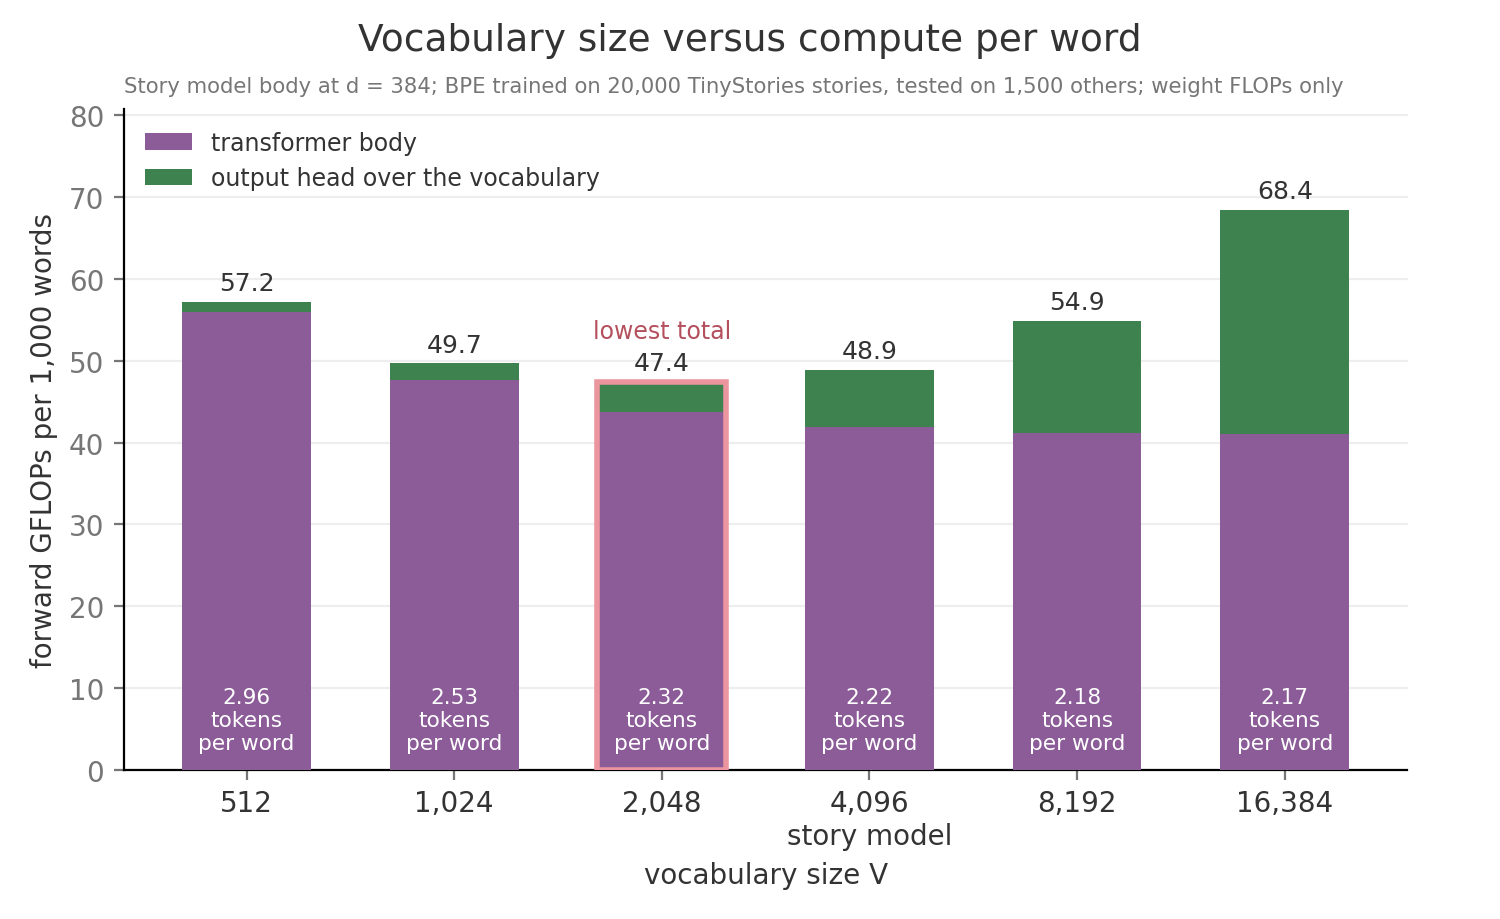 Vocabulary size versus compute per word
Story model body at d = 384; BPE trained on 20,000 TinyStories stories, tested on 1,500 others; weight FLOPs only
forward GFLOPs per 1,000 words
80
70
60
50
40
30
20
10
0
transformer body
output head over the vocabulary
57.2
49.7
lowest total
47.4
48.9
54.9
68.4
2.96
tokens
per word
2.53
tokens
per word
2.32
tokens
per word
2.22
tokens
per word
2.18
tokens
per word
2.17
tokens
per word
512
1,024
2,048
4,096
8,192
16,384
story model
vocabulary size V